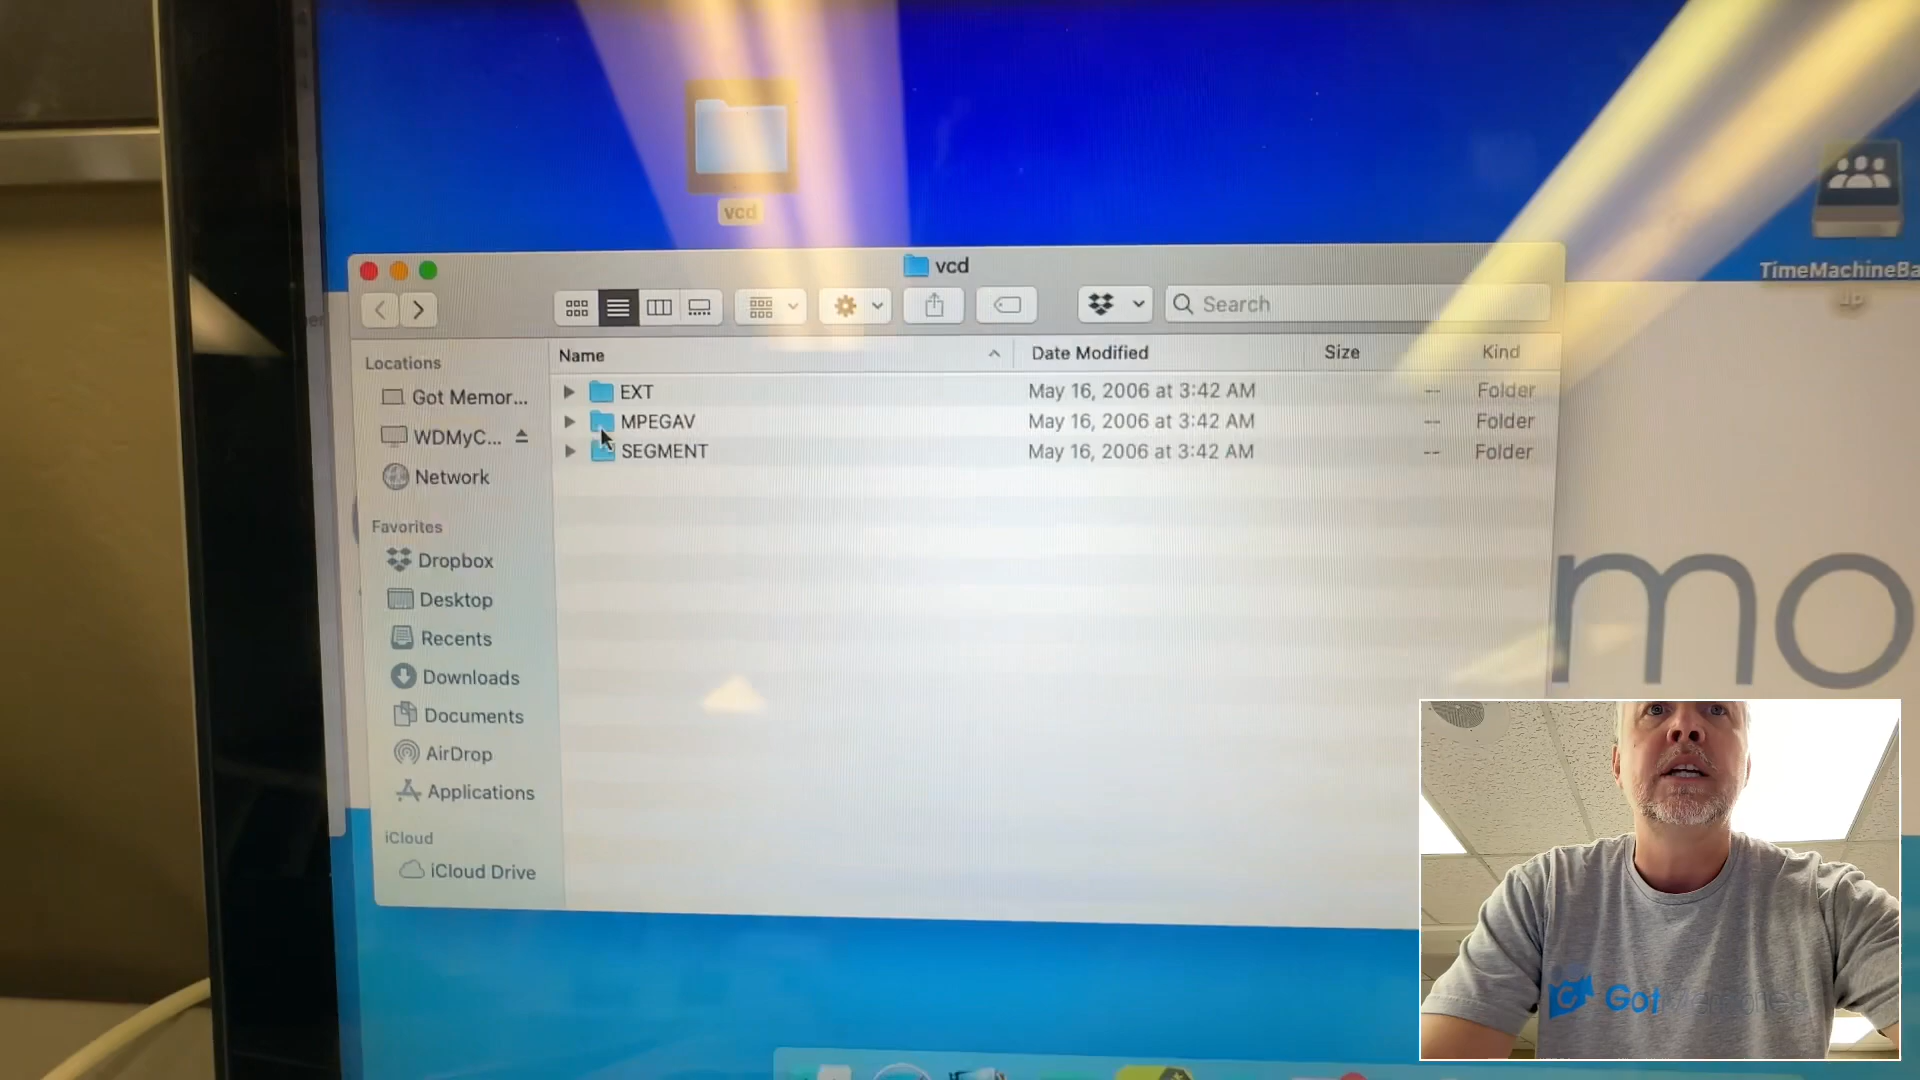 vcd
TimeMachineBa
up
vcd
Search
Name
Date Modified
Size
Kind
EXT
May 16, 2006 at 3:42 AM
--
Folder
MPEGAV
May 16, 2006 at 3:42 AM
--
Folder
SEGMENT
May 16, 2006 at 3:42 AM
--
Folder
Locations
Got Memor...
WDMyC...
Network
Favorites
Dropbox
Desktop
Recents
Downloads
Documents
AirDrop
Applications
iCloud
iCloud Drive
mo
Got Memories